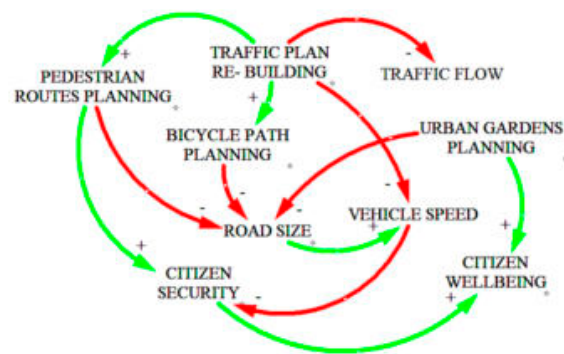 TRAFFIC PLAN
RE- BUILDING
PEDESTRIAN
ROUTES PLANNING
TRAFFIC FLOW
BICYCLE PATH
PLANNING
URBAN GARDENS
PLANNING
ROAD SIZE
VEHICLE SPEED
CITIZEN
SECURITY
CITIZEN
WELLBEING
+
-
+
-
-
-
-
+
+
+
-
+